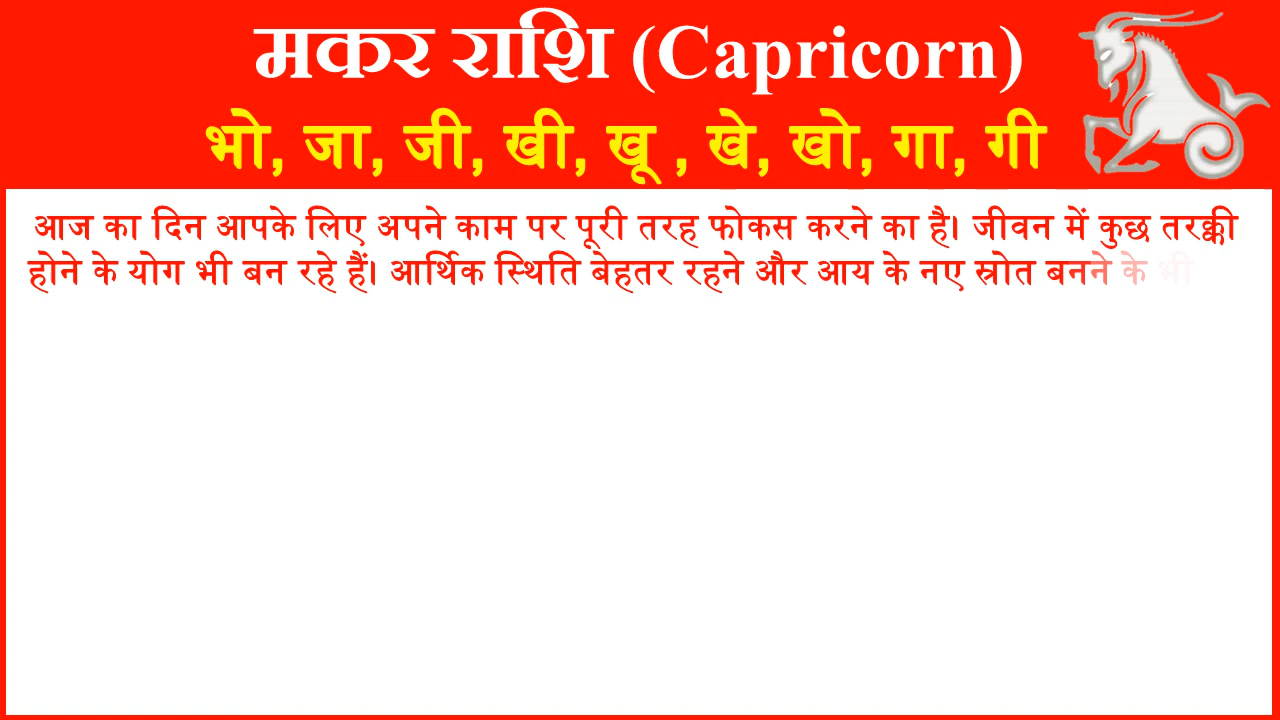 मकर राशि (Capricorn)
भो, जा, जी, खी, खू , खे, खो, गा, गी
आज का दिन आपके लिए अपने काम पर पूरी तरह फोकस करने का है। जीवन में कुछ तरक्की
होने के योग भी बन रहे हैं। आर्थिक स्थिति बेहतर रहने और आय के नए स्रोत बनने के भी